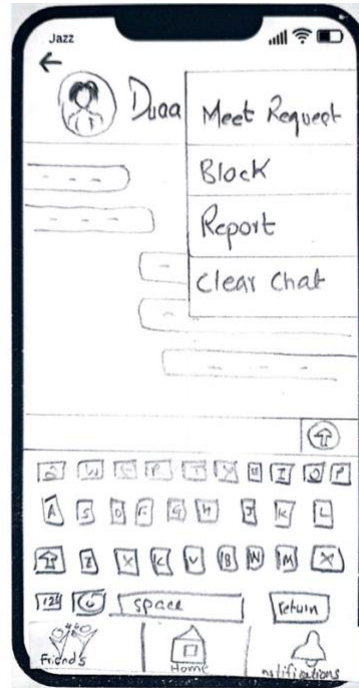 Jazz
Duaa
Meet Request
Block
Report
Clear Chat
Q W E R T Y U I O P
A S D F G H J K L
Z X C V B N M
123 space return
Friends Home notifications